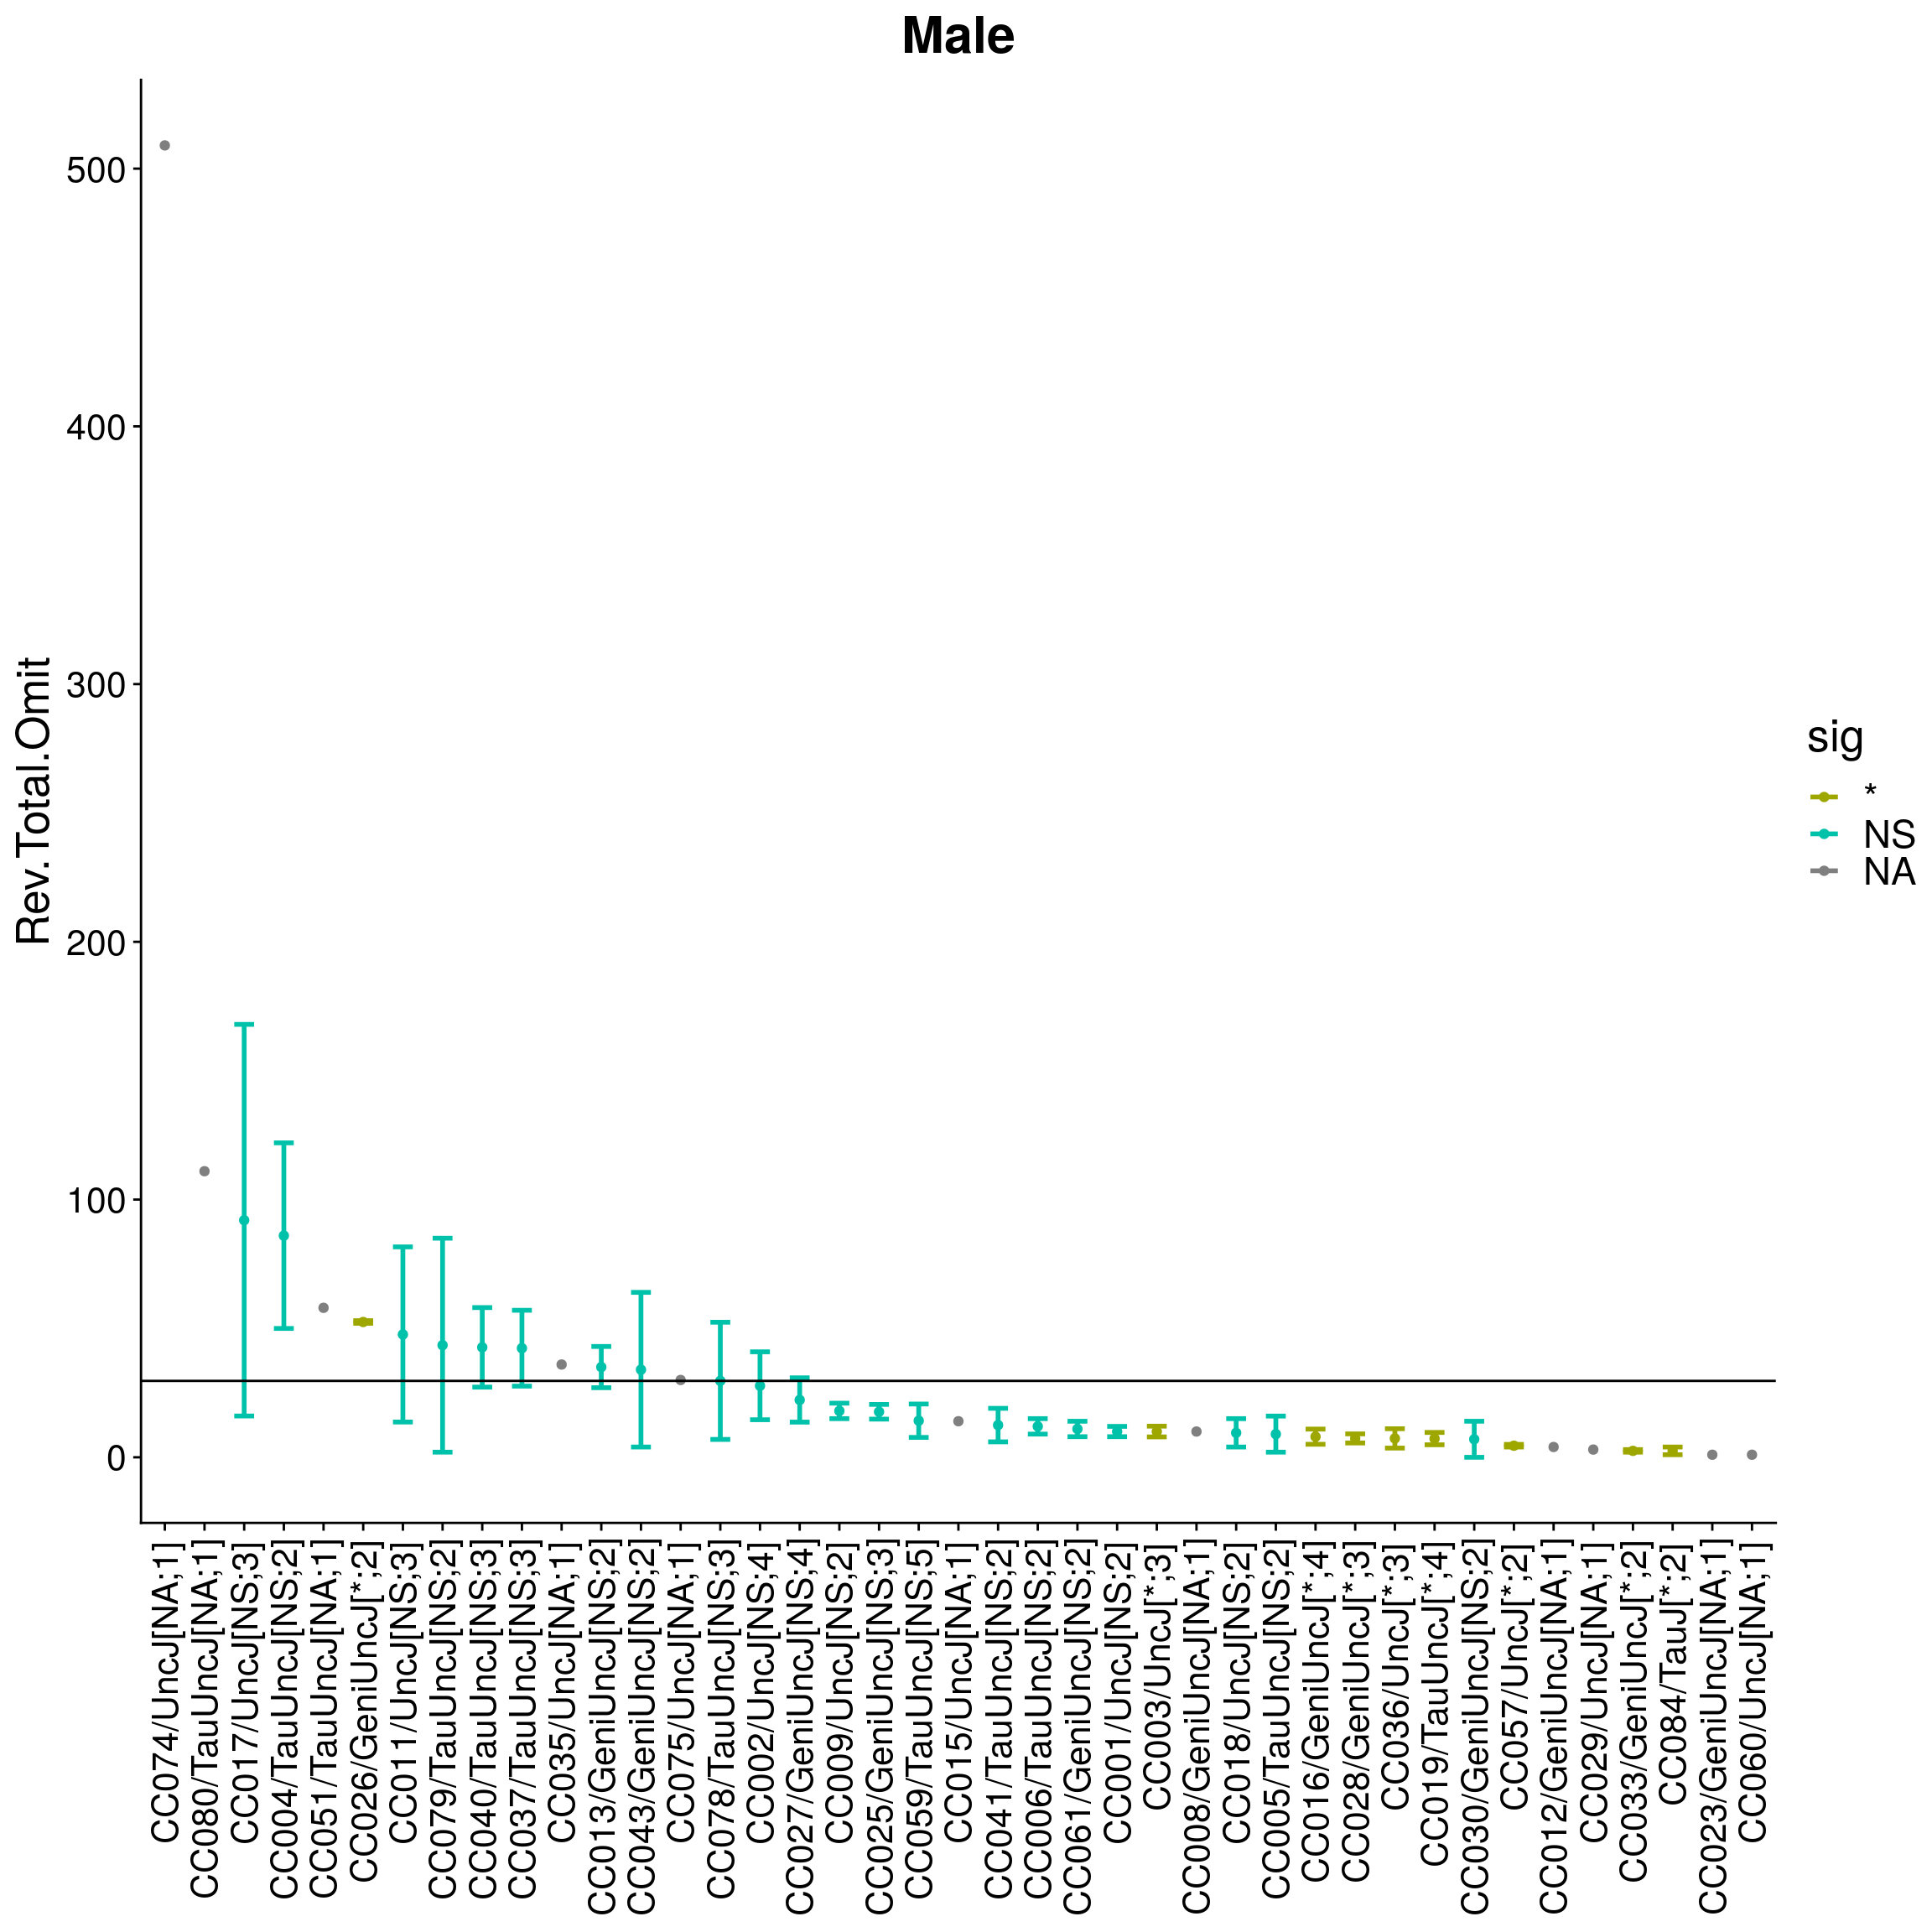 Male
Rev.Total.Omit
500
400
300
200
100
0
CC074/UncJ[NA;1]
CC080/TauUncJ[NA;1]
CC017/UncJ[NS;3]
CC004/TauUncJ[NS;2]
CC051/TauUncJ[NA;1]
CC026/GeniUncJ[*;2]
CC011/UncJ[NS;3]
CC079/TauUncJ[NS;2]
CC040/TauUncJ[NS;3]
CC037/TauUncJ[NS;3]
CC035/UncJ[NA;1]
CC013/GeniUncJ[NS;2]
CC043/GeniUncJ[NS;2]
CC075/UncJ[NA;1]
CC078/TauUncJ[NS;3]
CC002/UncJ[NS;4]
CC027/GeniUncJ[NS;4]
CC009/UncJ[NS;2]
CC025/GeniUncJ[NS;3]
CC059/TauUncJ[NS;5]
CC015/UncJ[NA;1]
CC041/TauUncJ[NS;2]
CC006/TauUncJ[NS;2]
CC061/GeniUncJ[NS;2]
CC001/UncJ[NS;2]
CC003/UncJ[*;3]
CC008/GeniUncJ[NA;1]
CC018/UncJ[NS;2]
CC005/TauUncJ[NS;2]
CC016/GeniUncJ[*;4]
CC028/GeniUncJ[*;3]
CC036/UncJ[*;3]
CC019/TauUncJ[*;4]
CC030/GeniUncJ[NS;2]
CC057/UncJ[*;2]
CC012/GeniUncJ[NA;1]
CC029/UncJ[NA;1]
CC033/GeniUncJ[*;2]
CC084/TauJ[*;2]
CC023/GeniUncJ[NA;1]
CC060/UncJ[NA;1]
sig
*
NS
NA